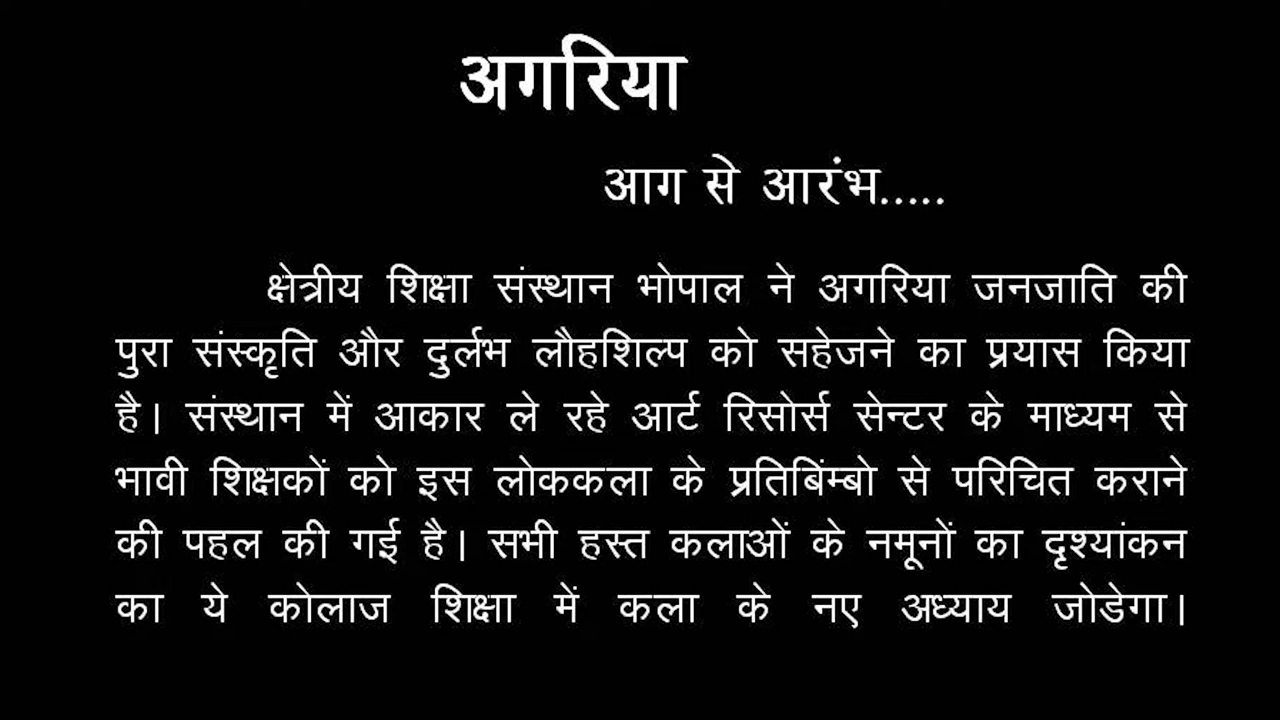 अगरिया
आग से आरंभ.....
क्षेत्रीय शिक्षा संस्थान भोपाल ने अगरिया जनजाति की
पुरा संस्कृति और दुर्लभ लौहशिल्प को सहेजने का प्रयास किया
है। संस्थान में आकार ले रहे आर्ट रिसोर्स सेन्टर के माध्यम से
भावी शिक्षकों को इस लोककला के प्रतिबिंम्बो से परिचित कराने
की पहल की गई है। सभी हस्त कलाओं के नमूनों का दृश्यांकन
का ये कोलाज शिक्षा में कला के नए अध्याय जोडेगा।